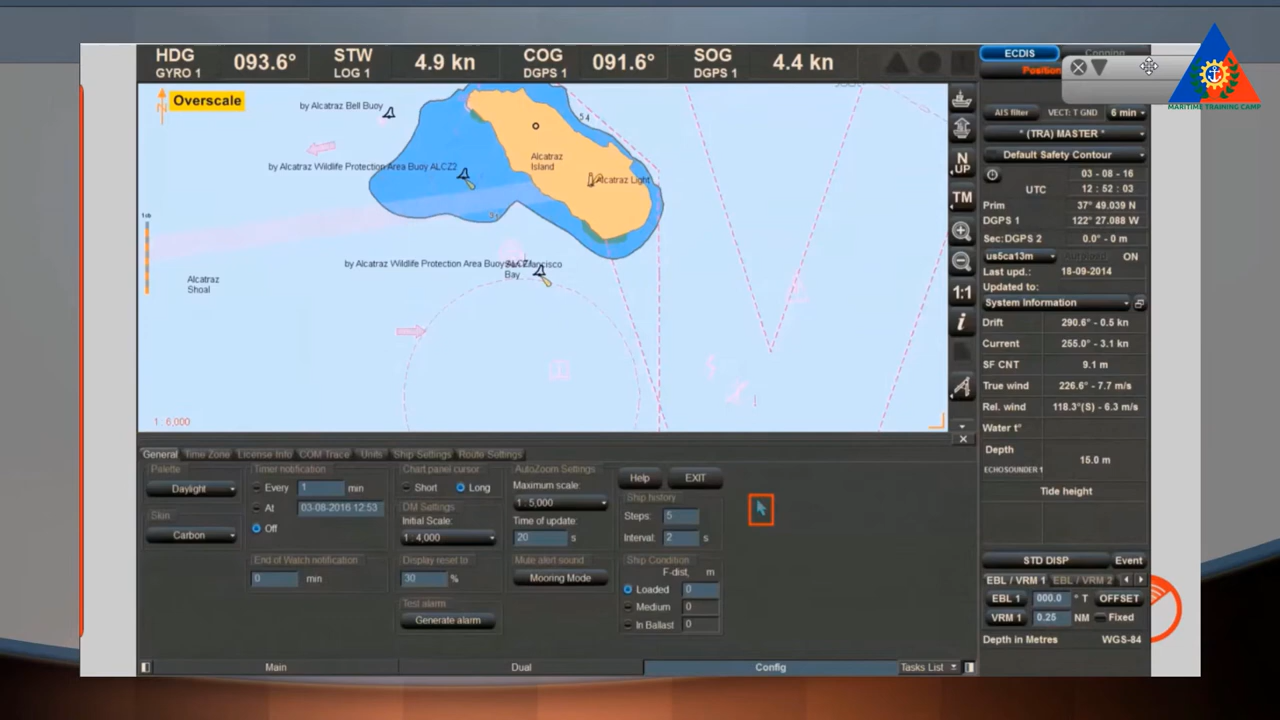 HDG 093.6° STW 4.9 kn COG 091.6° SOG 4.4 kn
GYRO 1 LOG 1 DGPS 1 DGPS 1
ECDIS Conning
Position
MARITIME TRAINING CAMP
Overscale
by Alcatraz Bell Buoy
5 4
by Alcatraz Wildlife Protection Area Buoy ALCZ2
Alcatraz
Island
Alcatraz Light
by Alcatraz Wildlife Protection Area Buoy
San Francisco
Bay
Alcatraz
Shoal
1 : 6,000
N
UP
TM
1:1
i
AIS filter VECT: T GND 6 min
* (TRA) MASTER *
Default Safety Contour
03 - 08 - 16
UTC 12 : 52 : 03
Prim 37° 49.039 N
DGPS 1 122° 27.088 W
Sec:DGPS 2 0.0° - 0 m
us5ca13m ON
Last upd.: 18-09-2014
Updated to:
System Information
Drift 290.6° - 0.5 kn
Current 255.0° - 3.1 kn
SF CNT 9.1 m
True wind 226.6° - 7.7 m/s
Rel. wind 118.3°(S) - 6.3 m/s
Water t°
Depth 15.0 m
ECHOSOUNDER 1
Tide height
STD DISP Event
EBL / VRM 1 EBL / VRM 2
EBL 1 000.0 ° T OFFSET
VRM 1 0.25 NM Fixed
Depth in Metres WGS-84
General Time Zone License Info COM Trace Units Ship Settings Route Settings
Palette
Daylight
Skin
Carbon
Timer notification
Every 1 min
At 03-08-2016 12:53
Off
End of Watch notification
0 min
Chart panel cursor
Short Long
DM Settings
Initial Scale:
1 : 4,000
Display reset to
30 %
Test alarm
Generate alarm
AutoZoom Settings
Maximum scale:
1 : 5,000
Time of update:
20 s
Mute alert sound
Mooring Mode
Help EXIT
Ship history
Steps: 5
Interval: 2 s
Ship Condition
F-dist, m
Loaded 0
Medium 0
In Ballast 0
Main Dual Config Tasks List